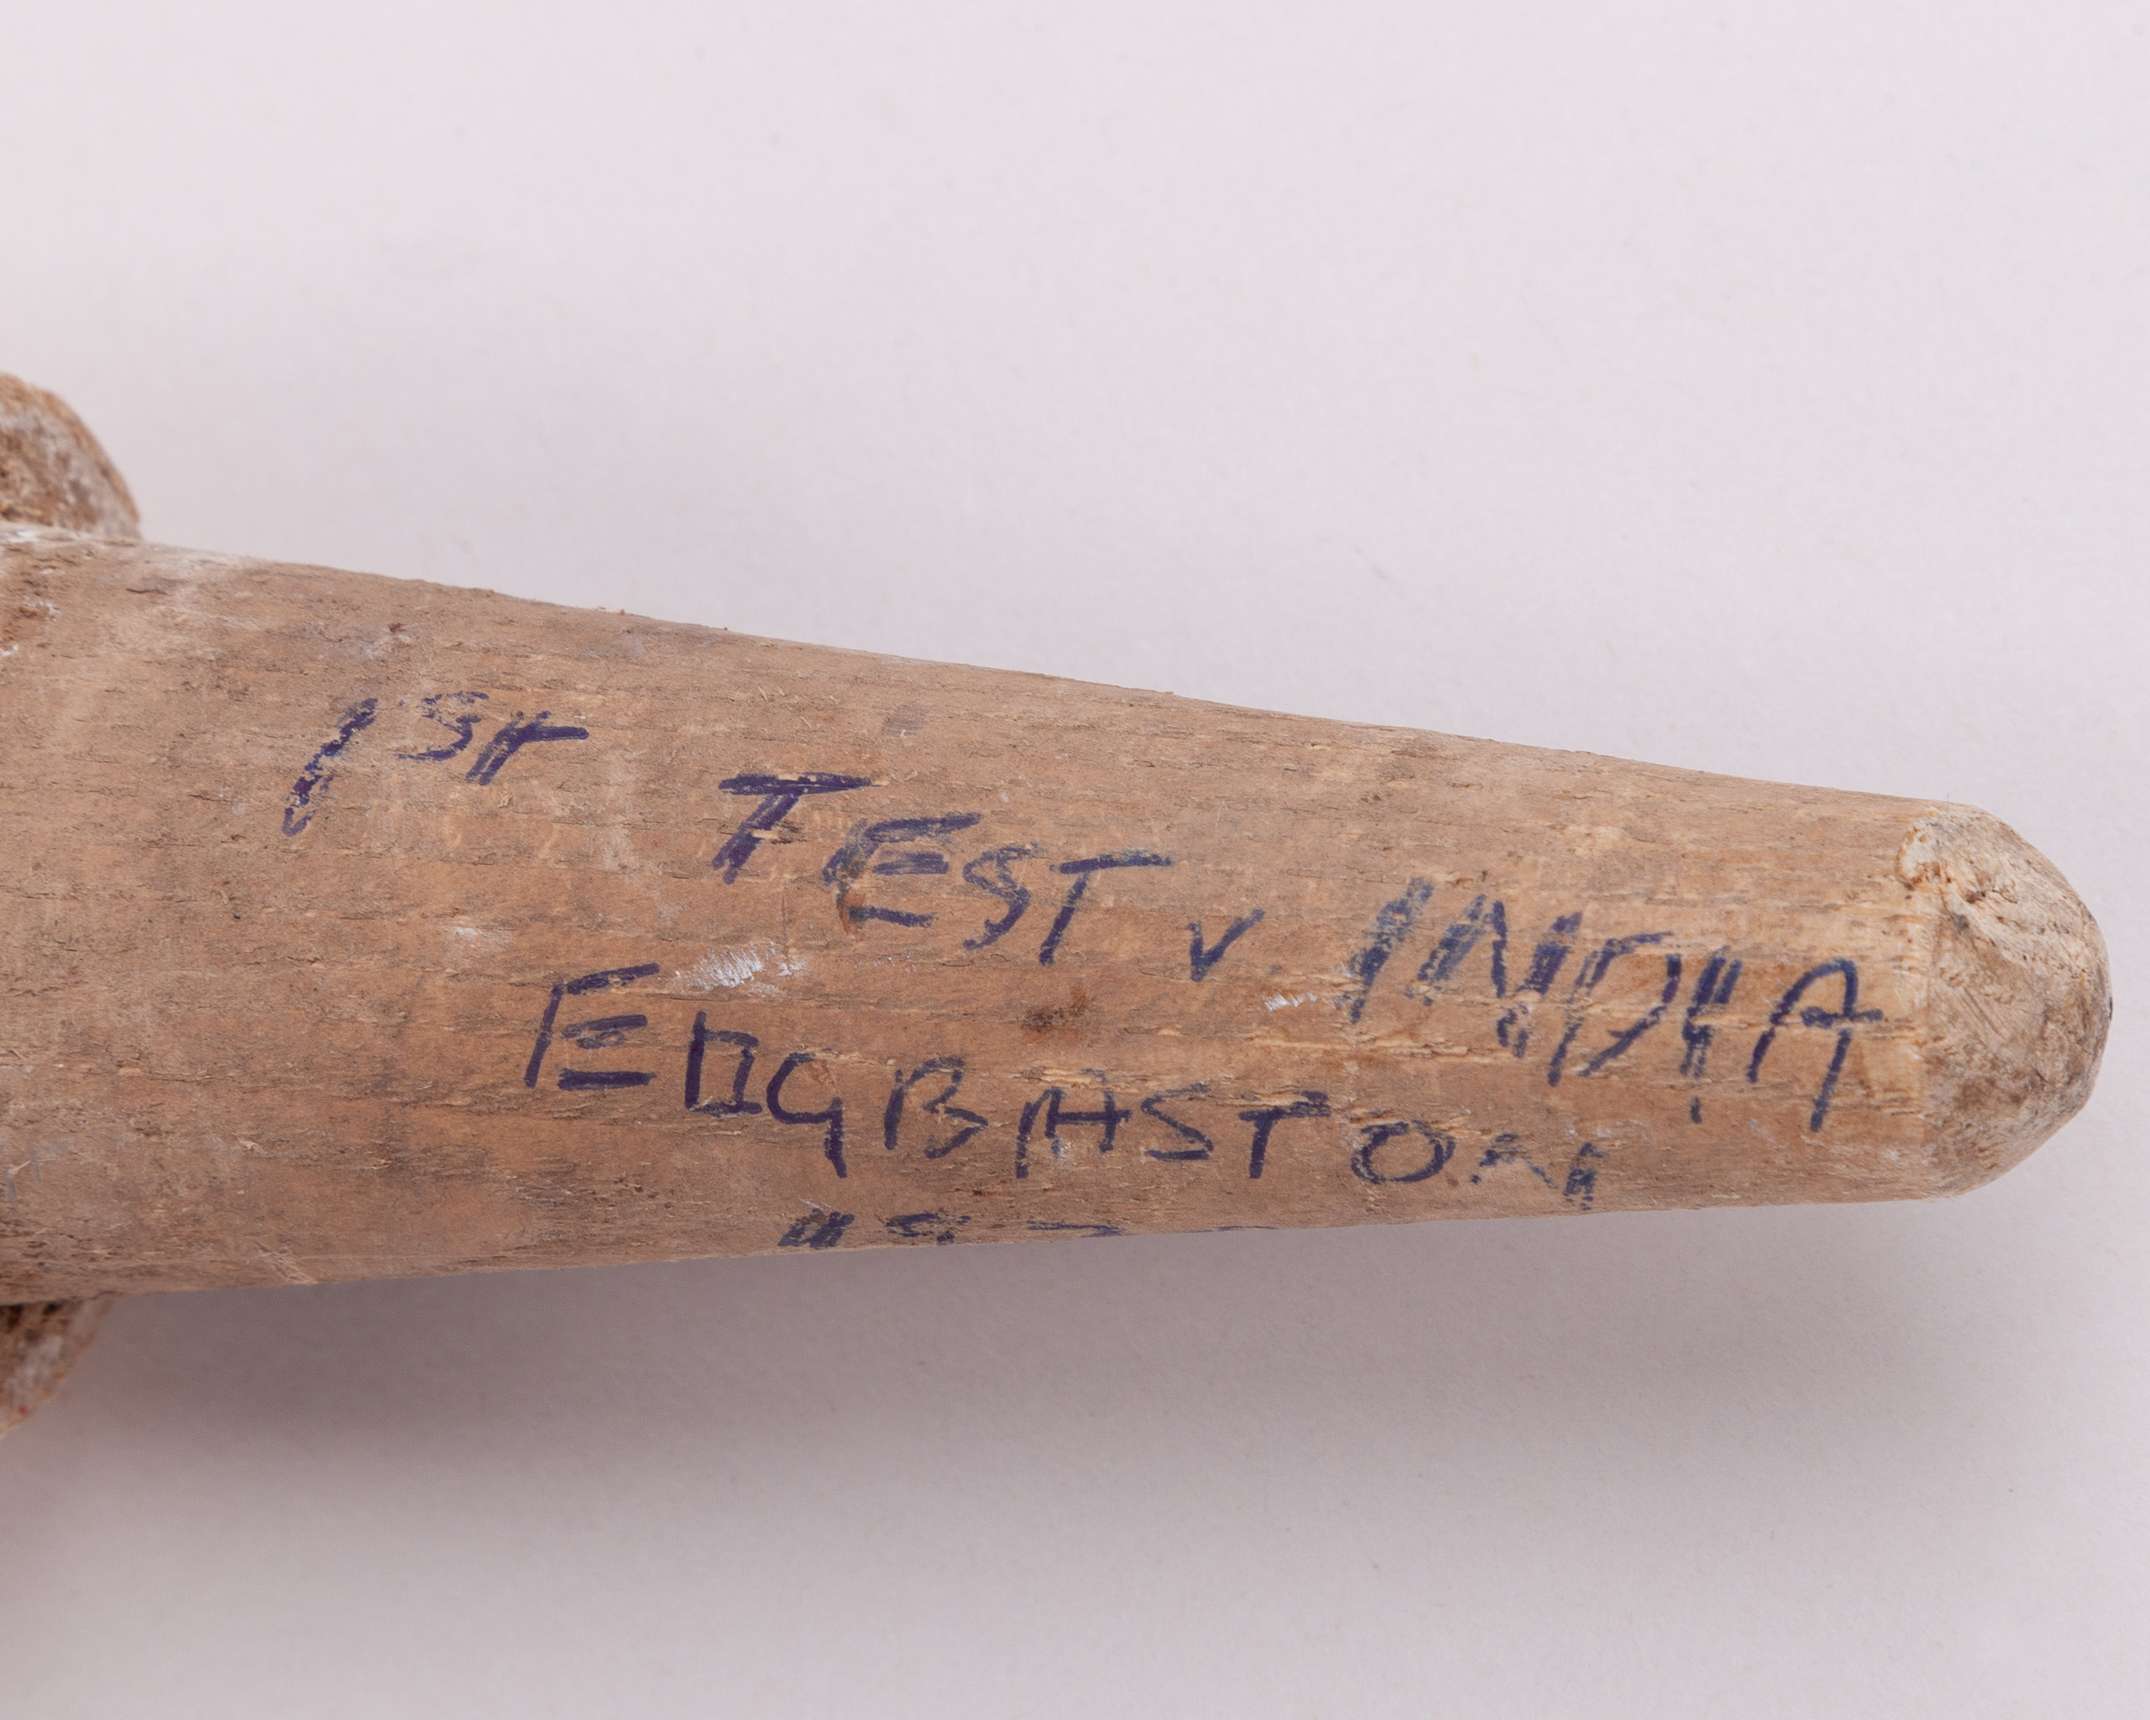 1st TEST v INDIA
EDGBASTON